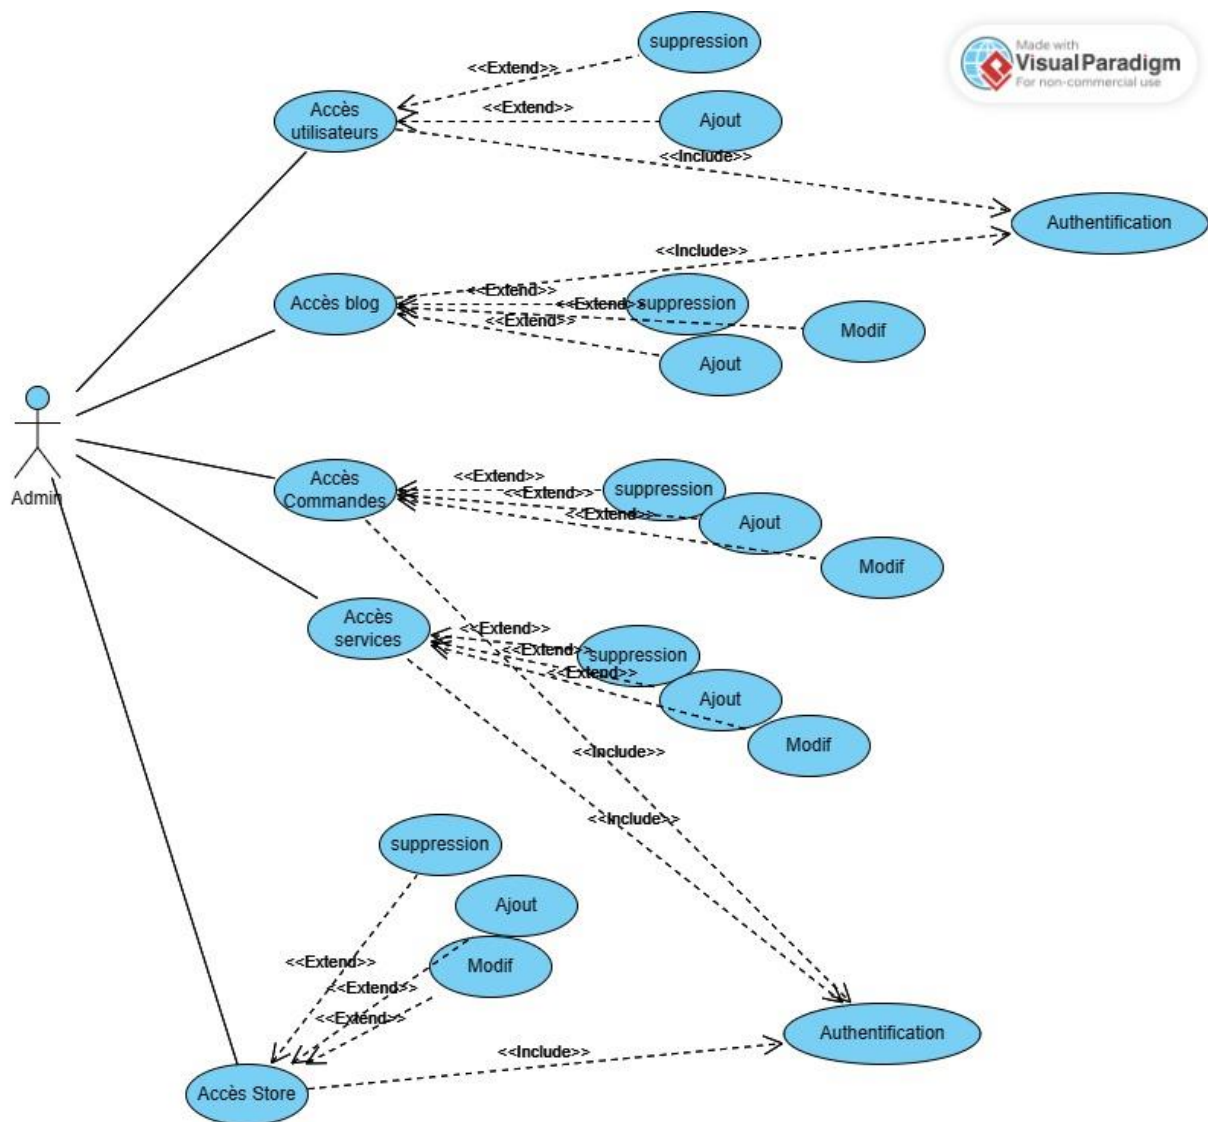 suppression
Made with
Visual Paradigm
For non-commercial use
<<Extend>>
Accès
utilisateurs
<<Extend>>
Ajout
<<Include>>
Authentification
<<Include>>
Accès blog
<<Extend>>
suppression
<<Extend>>
<<Extend>>
Modif
Ajout
Admin
Accès
Commandes
<<Extend>>
suppression
<<Extend>>
Ajout
<<Extend>>
Modif
Accès
services
<<Extend>>
suppression
<<Extend>>
<<Extend>>
Ajout
Modif
<<Include>>
<<Include>>
suppression
Ajout
<<Extend>>
Modif
<<Extend>>
<<Extend>>
Authentification
<<Include>>
Accès Store